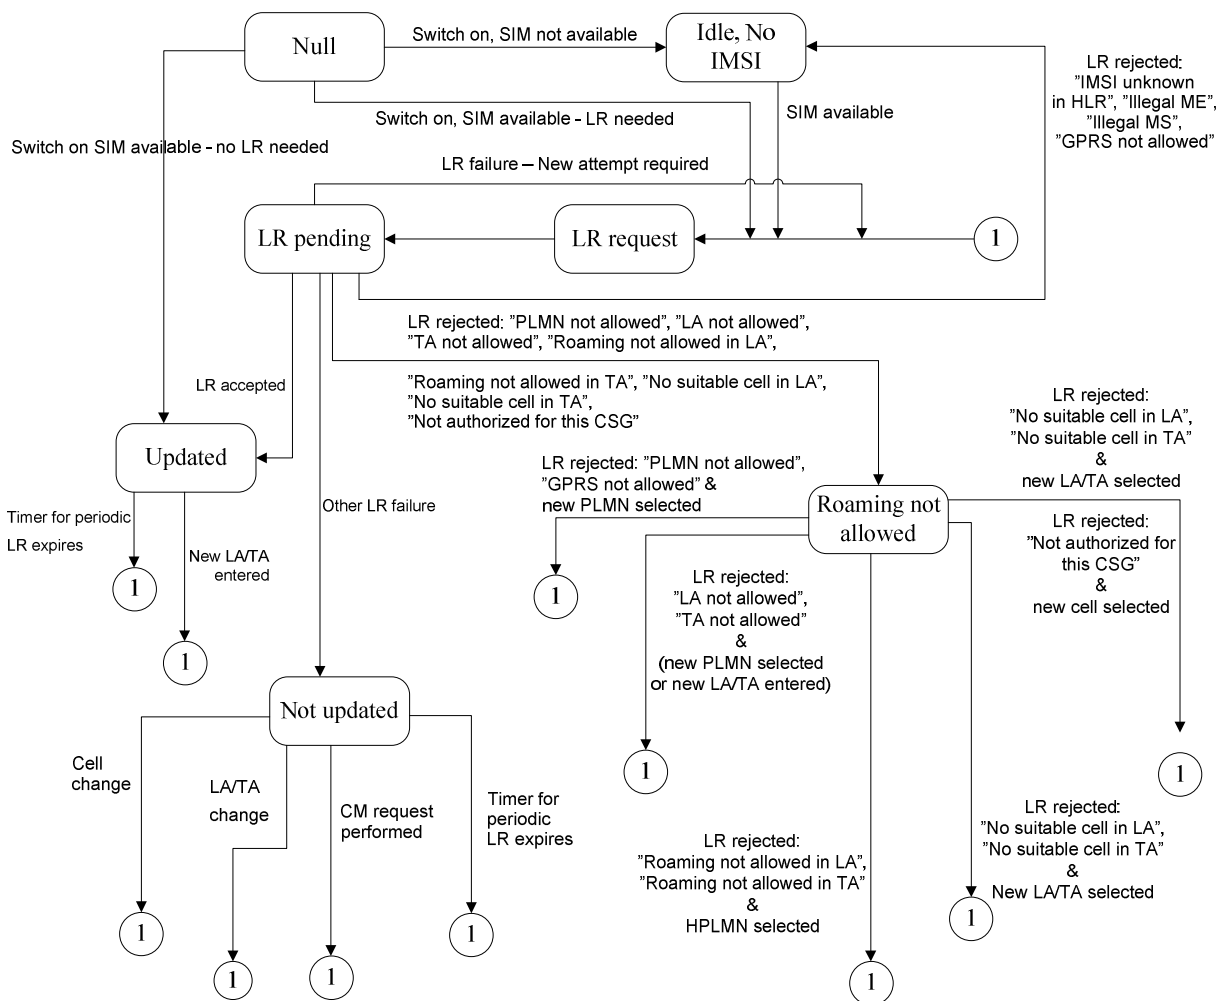 Null
Switch on, SIM not available
Idle, No
IMSI
LR rejected:
"IMSI unknown
in HLR", "Illegal ME",
"Illegal MS",
"GPRS not allowed"
SIM available
Switch on, SIM available - LR needed
Switch on SIM available - no LR needed
LR failure – New attempt required
LR pending
LR request
1
LR rejected: "PLMN not allowed", "LA not allowed",
"TA not allowed", "Roaming not allowed in LA",
"Roaming not allowed in TA", "No suitable cell in LA",
"No suitable cell in TA",
"Not authorized for this CSG"
LR accepted
LR rejected:
"No suitable cell in LA",
"No suitable cell in TA"
&
new LA/TA selected
Updated
LR rejected: "PLMN not allowed",
"GPRS not allowed" &
new PLMN selected
Roaming not
allowed
Other LR failure
Timer for periodic
LR expires
New LA/TA
entered
LR rejected:
"Not authorized for
this CSG"
&
new cell selected
1
1
1
LR rejected:
"LA not allowed",
"TA not allowed"
&
(new PLMN selected
or new LA/TA entered)
Not updated
1
1
Cell
change
LA/TA
change
CM request
performed
Timer for
periodic
LR expires
LR rejected:
"Roaming not allowed in LA",
"Roaming not allowed in TA"
&
HPLMN selected
LR rejected:
"No suitable cell in LA",
"No suitable cell in TA"
&
New LA/TA selected
1
1
1
1
1
1